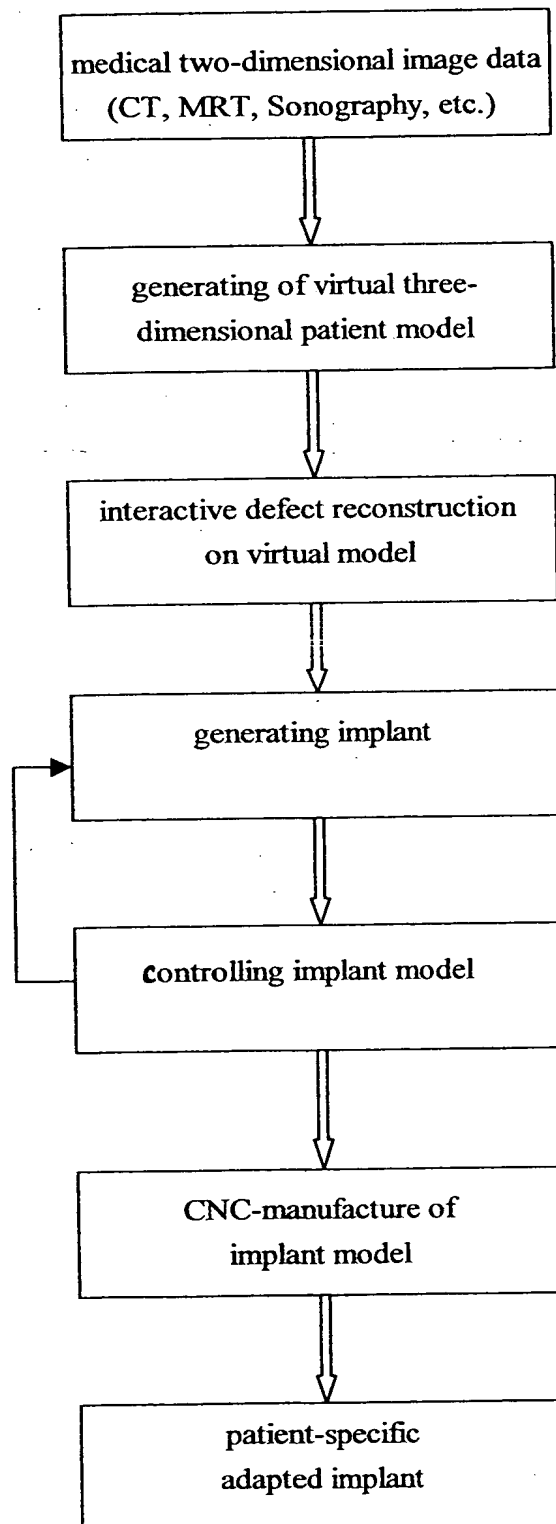 medical two-dimensional image data
(CT, MRT, Sonography, etc.)
generating of virtual three-
dimensional patient model
interactive defect reconstruction
on virtual model
generating implant
controlling implant model
CNC-manufacture of
implant model
patient-specific
adapted implant